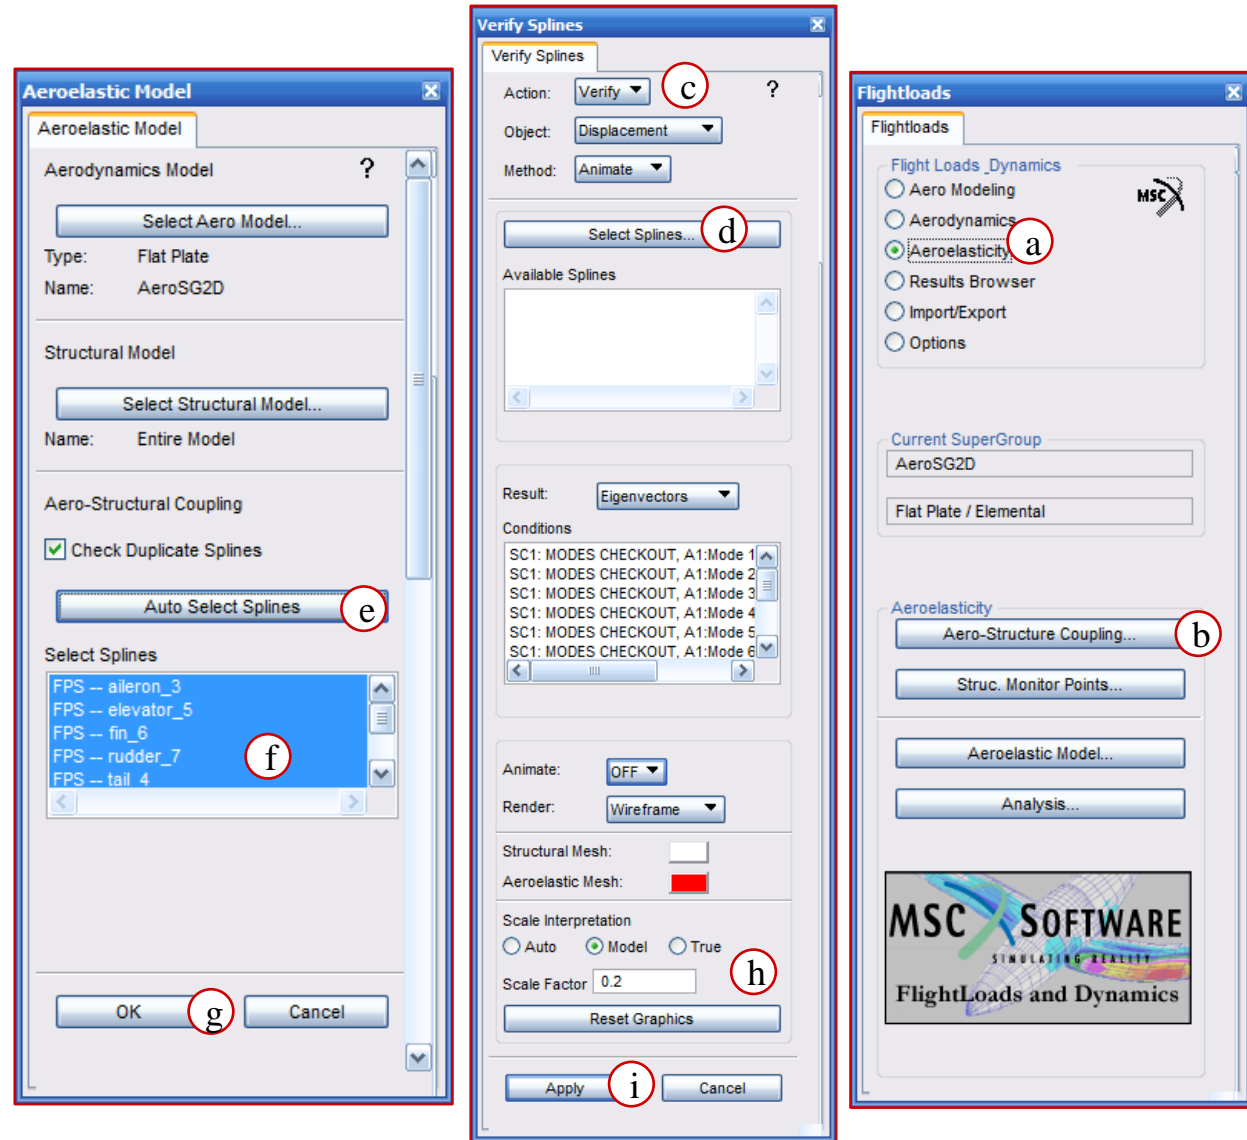 Aeroelastic Model
Aeroelastic Model
Aerodynamics Model ?
Select Aero Model...
Type: Flat Plate
Name: AeroSG2D
Structural Model
Select Structural Model...
Name: Entire Model
Aero-Structural Coupling
Check Duplicate Splines
Auto Select Splines e
Select Splines
FPS -- aileron_3
FPS -- elevator_5
FPS -- fin_6
FPS -- rudder_7
FPS -- tail_4
f
OK g Cancel
Verify Splines
Verify Splines
Action: Verify c ?
Object: Displacement
Method: Animate
Select Splines... d
Available Splines
Result: Eigenvectors
Conditions
SC1: MODES CHECKOUT, A1:Mode 1
SC1: MODES CHECKOUT, A1:Mode 2
SC1: MODES CHECKOUT, A1:Mode 3
SC1: MODES CHECKOUT, A1:Mode 4
SC1: MODES CHECKOUT, A1:Mode 5
SC1: MODES CHECKOUT, A1:Mode 6
Animate: OFF
Render: Wireframe
Structural Mesh:
Aeroelastic Mesh:
Scale Interpretation
Auto Model True
h
Scale Factor 0.2
Reset Graphics
Apply i Cancel
Flightloads
Flightloads
Flight Loads _Dynamics
Aero Modeling
MSC
Aerodynamics
Aeroelasticity a
Results Browser
Import/Export
Options
Current SuperGroup
AeroSG2D
Flat Plate / Elemental
Aeroelasticity
Aero-Structure Coupling... b
Struc. Monitor Points...
Aeroelastic Model...
Analysis...
MSC SOFTWARE
SIMULATING REALITY
FlightLoads and Dynamics